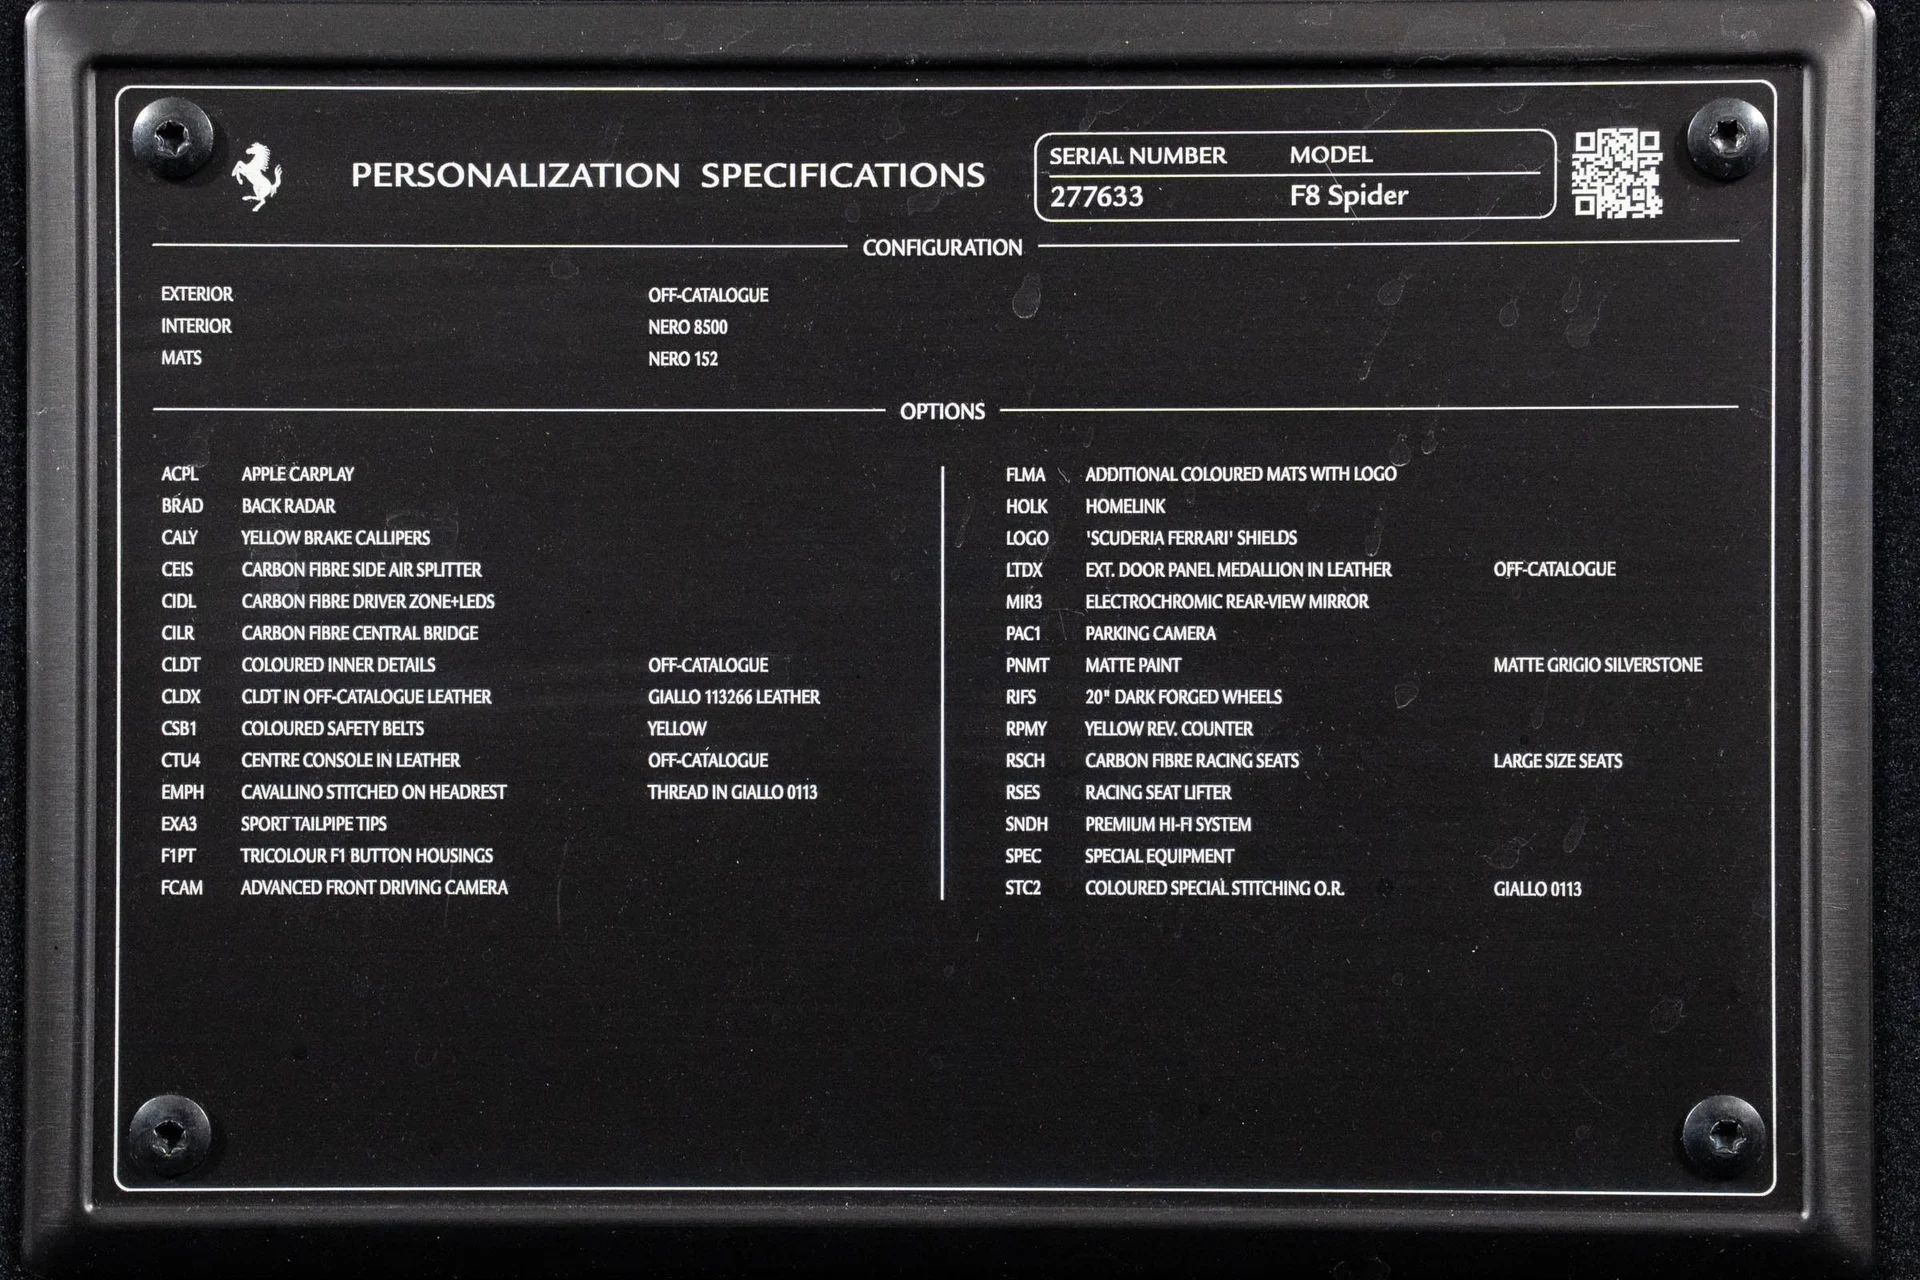 PERSONALIZATION SPECIFICATIONS
SERIAL NUMBER MODEL
277633 F8 Spider
CONFIGURATION
EXTERIOR OFF-CATALOGUE
INTERIOR NERO 8500
MATS NERO 152
OPTIONS
ACPL APPLE CARPLAY
BRAD BACK RADAR
CALY YELLOW BRAKE CALLIPERS
CEIS CARBON FIBRE SIDE AIR SPLITTER
CIDL CARBON FIBRE DRIVER ZONE+LEDS
CILR CARBON FIBRE CENTRAL BRIDGE
CLDT COLOURED INNER DETAILS OFF-CATALOGUE
CLDX CLDT IN OFF-CATALOGUE LEATHER GIALLO 113266 LEATHER
CSB1 COLOURED SAFETY BELTS YELLOW
CTU4 CENTRE CONSOLE IN LEATHER OFF-CATALOGUE
EMPH CAVALLINO STITCHED ON HEADREST THREAD IN GIALLO 0113
EXA3 SPORT TAILPIPE TIPS
F1PT TRICOLOUR F1 BUTTON HOUSINGS
FCAM ADVANCED FRONT DRIVING CAMERA
FLMA ADDITIONAL COLOURED MATS WITH LOGO
HOLK HOMELINK
LOGO 'SCUDERIA FERRARI' SHIELDS
LTDX EXT. DOOR PANEL MEDALLION IN LEATHER OFF-CATALOGUE
MIR3 ELECTROCHROMIC REAR-VIEW MIRROR
PAC1 PARKING CAMERA
PNMT MATTE PAINT MATTE GRIGIO SILVERSTONE
RIFS 20" DARK FORGED WHEELS
RPMY YELLOW REV. COUNTER
RSCH CARBON FIBRE RACING SEATS LARGE SIZE SEATS
RSES RACING SEAT LIFTER
SNDH PREMIUM HI-FI SYSTEM
SPEC SPECIAL EQUIPMENT
STC2 COLOURED SPECIAL STITCHING O.R. GIALLO 0113